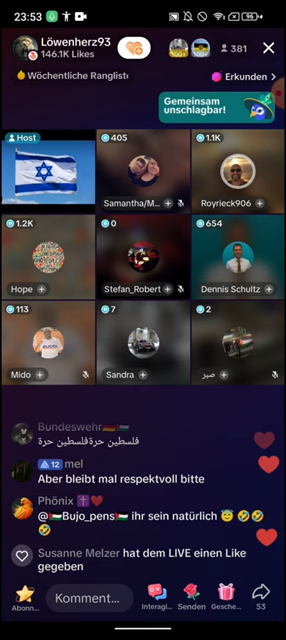 23:53
96
Löwenherz93
146.1K Likes
100+
100+
381
Wöchentliche Rangliste
Erkunden >
Gemeinsam
unschlagbar!
Host
405
1.1K
Samantha/M...
Royrieck906
1.2K
0
654
Hope
Stefan_Robert
Dennis Schultz
113
7
2
Mido
Sandra
صبر
Bundeswehr🇩🇪🇵🇸
فلسطين حرةفلسطين حرة
12 mel
Aber bleibt mal respektvoll bitte
Phönix ✝️❤️
@🇵🇸Bujo_pens🇵🇸 ihr sein natürlich 😇 🤣 🤣
🤣
Susanne Melzer hat dem LIVE einen Like
gegeben
Komment...
Abonn...
Interagi...
Senden
Gesche...
53